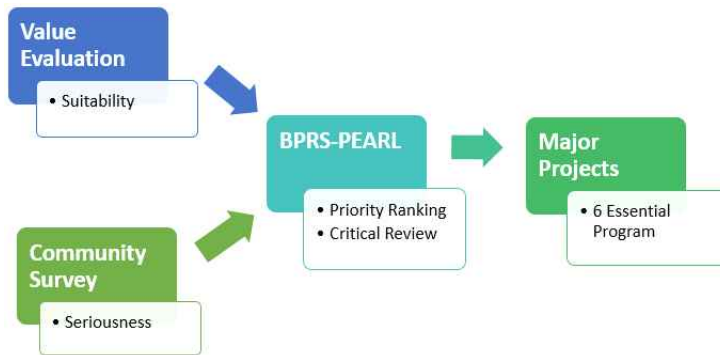 Value
Evaluation
• Suitability
BPRS-PEARL
• Priority Ranking
• Critical Review
Major
Projects
• 6 Essential
Program
Community
Survey
• Seriousness